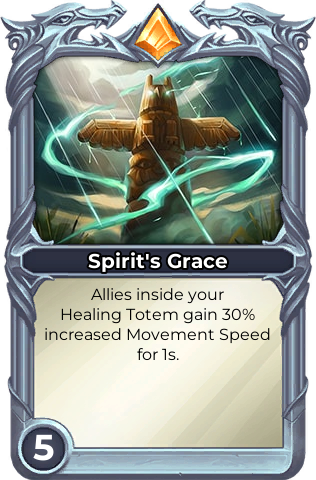 Spirit's Grace
Allies inside your
Healing Totem gain 30%
increased Movement Speed
for 1s.
5